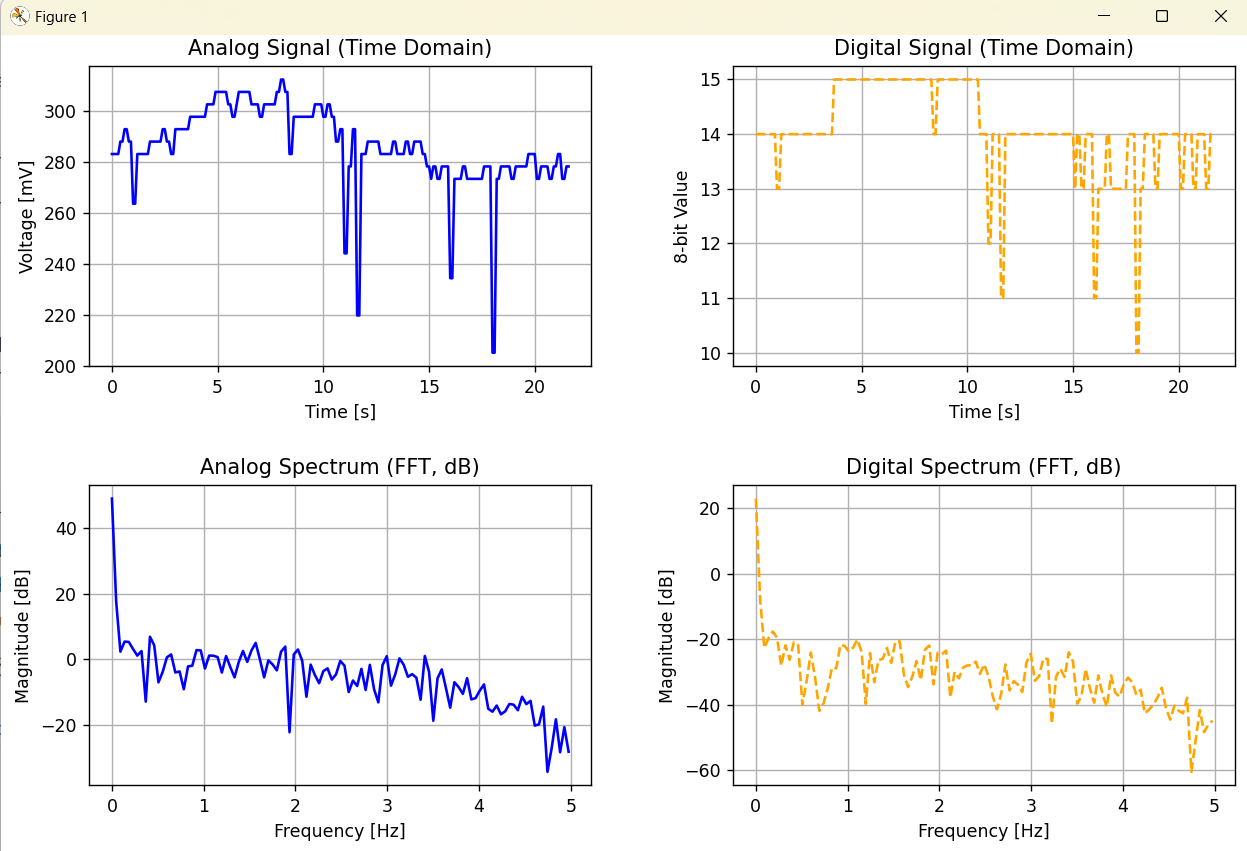 Figure 1
Analog Signal (Time Domain)
Voltage [mV]
300
280
260
240
220
200
0 5 10 15 20
Time [s]
Digital Signal (Time Domain)
8-bit Value
15
14
13
12
11
10
0 5 10 15 20
Time [s]
Analog Spectrum (FFT, dB)
Magnitude [dB]
40
20
0
−20
0 1 2 3 4 5
Frequency [Hz]
Digital Spectrum (FFT, dB)
Magnitude [dB]
20
0
−20
−40
−60
0 1 2 3 4 5
Frequency [Hz]